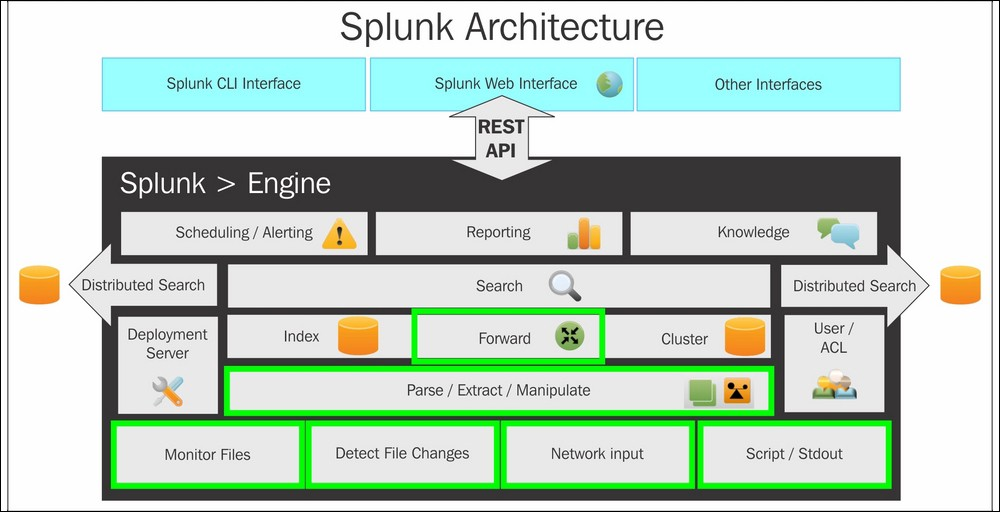 Splunk Architecture
Splunk CLI Interface
Splunk Web Interface
Other Interfaces
REST
API
Splunk > Engine
Scheduling / Alerting
Reporting
Knowledge
Distributed Search
Search
Distributed Search
Deployment
Server
Index
Forward
Cluster
User /
ACL
Parse / Extract / Manipulate
Monitor Files
Detect File Changes
Network input
Script / Stdout